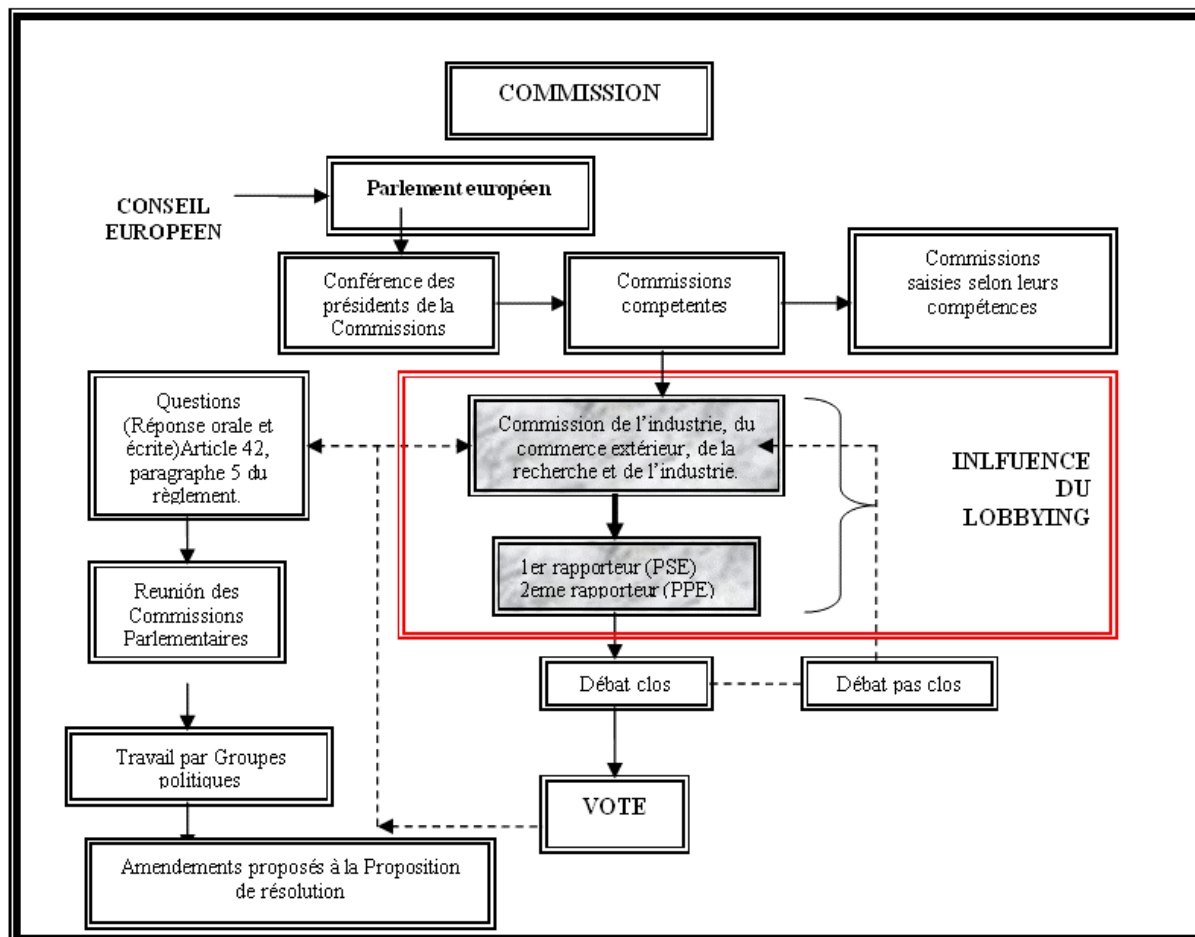 COMMISSION
Parlement européen
CONSEIL
EUROPEEN
Conférence des
présidents de la
Commissions
Commissions
competentes
Commissions
saisies selon leurs
compétences
Questions
(Réponse orale et
écrite)Article 42,
paragraphe 5 du
règlement.
Commission de l’industrie, du
commerce extérieur, de la
recherche et de l’industrie.
INLFUENCE
DU
LOBBYING
1er rapporteur (PSE)
2eme rapporteur (PPE)
Reunión des
Commissions
Parlementaires
Débat clos
Débat pas clos
Travail par Groupes
politiques
VOTE
Amendements proposés à la Proposition
de résolution